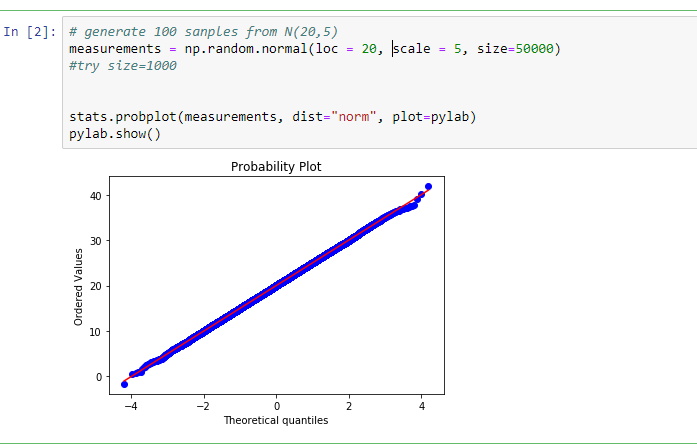 In [2]: # generate 100 sanples from N(20,5)
measurements = np.random.normal(loc = 20, scale = 5, size=50000)
#try size=1000
stats.probplot(measurements, dist="norm", plot=pylab)
pylab.show()
Probability Plot
40
30
20
10
0
Ordered Values
−4 −2 0 2 4
Theoretical quantiles